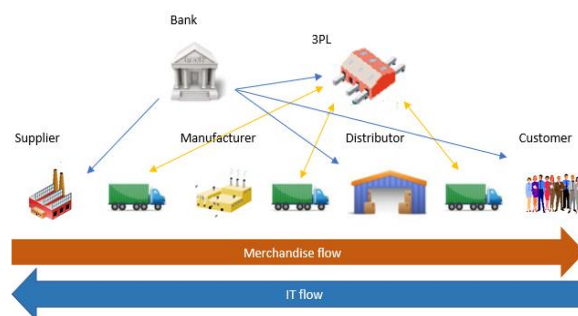 Bank
3PL
Supplier
Manufacturer
Distributor
Customer
Merchandise flow
IT flow